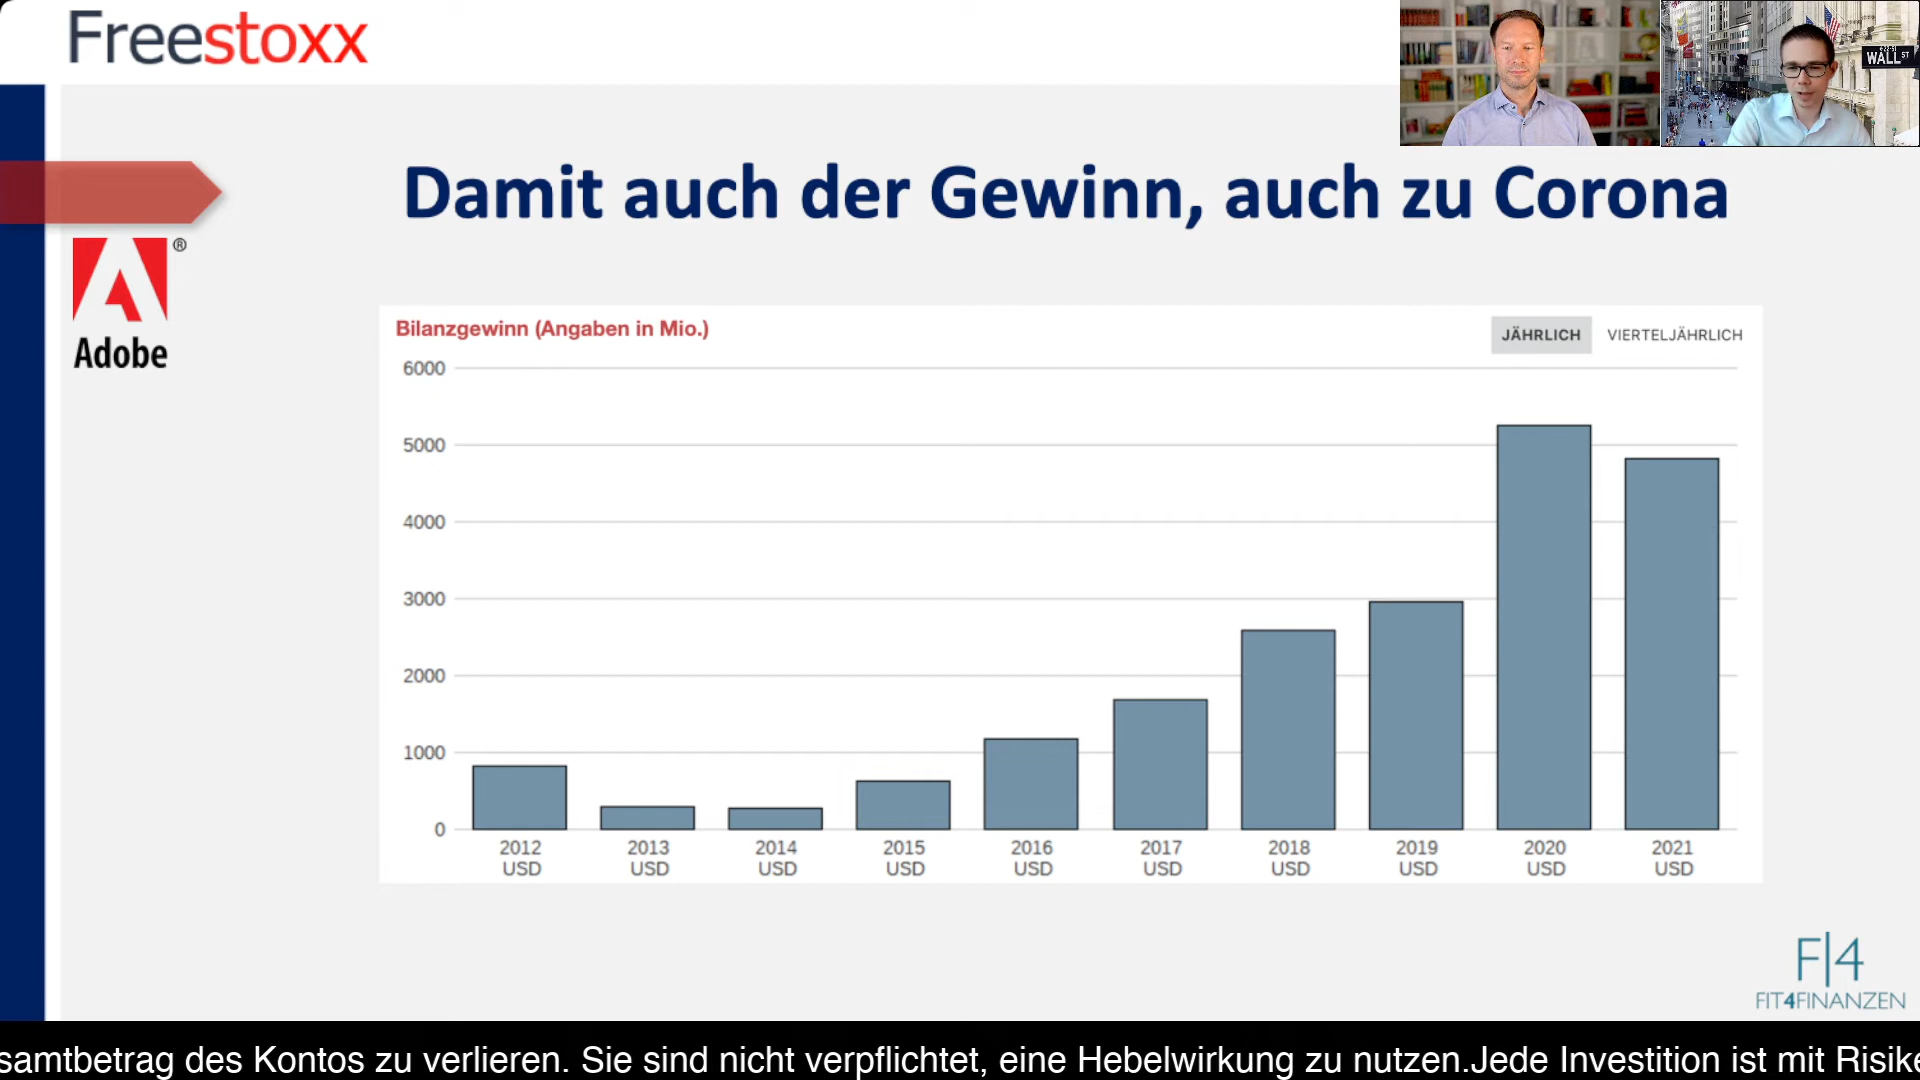 Freestoxx
WALL ST
Damit auch der Gewinn, auch zu Corona
®
Adobe
Bilanzgewinn (Angaben in Mio.)
JÄHRLICH VIERTELJÄHRLICH
6000
5000
4000
3000
2000
1000
0
2012 2013 2014 2015 2016 2017 2018 2019 2020 2021
USD USD USD USD USD USD USD USD USD USD
F|4
FIT4FINANZEN
samtbetrag des Kontos zu verlieren. Sie sind nicht verpflichtet, eine Hebelwirkung zu nutzen.Jede Investition ist mit Risike